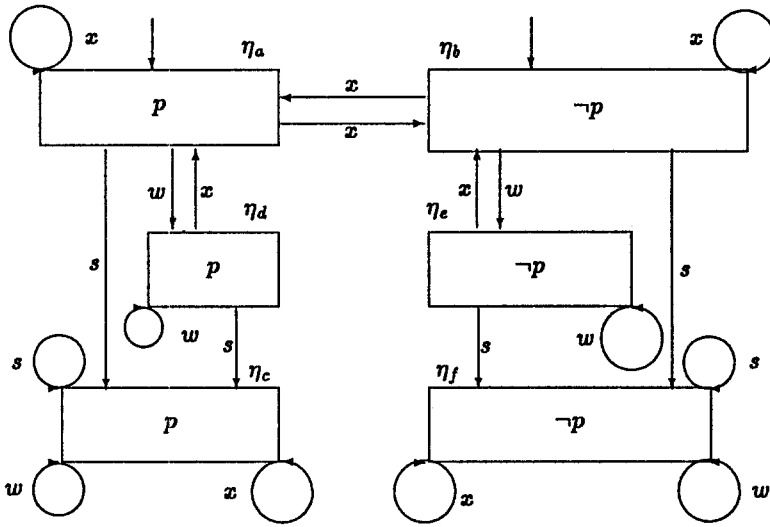 x η_a η_b x
p x ¬p
x
w x x w
η_d η_e
s p ¬p s
w w
s s s s
η_c η_f
p ¬p
w x x w